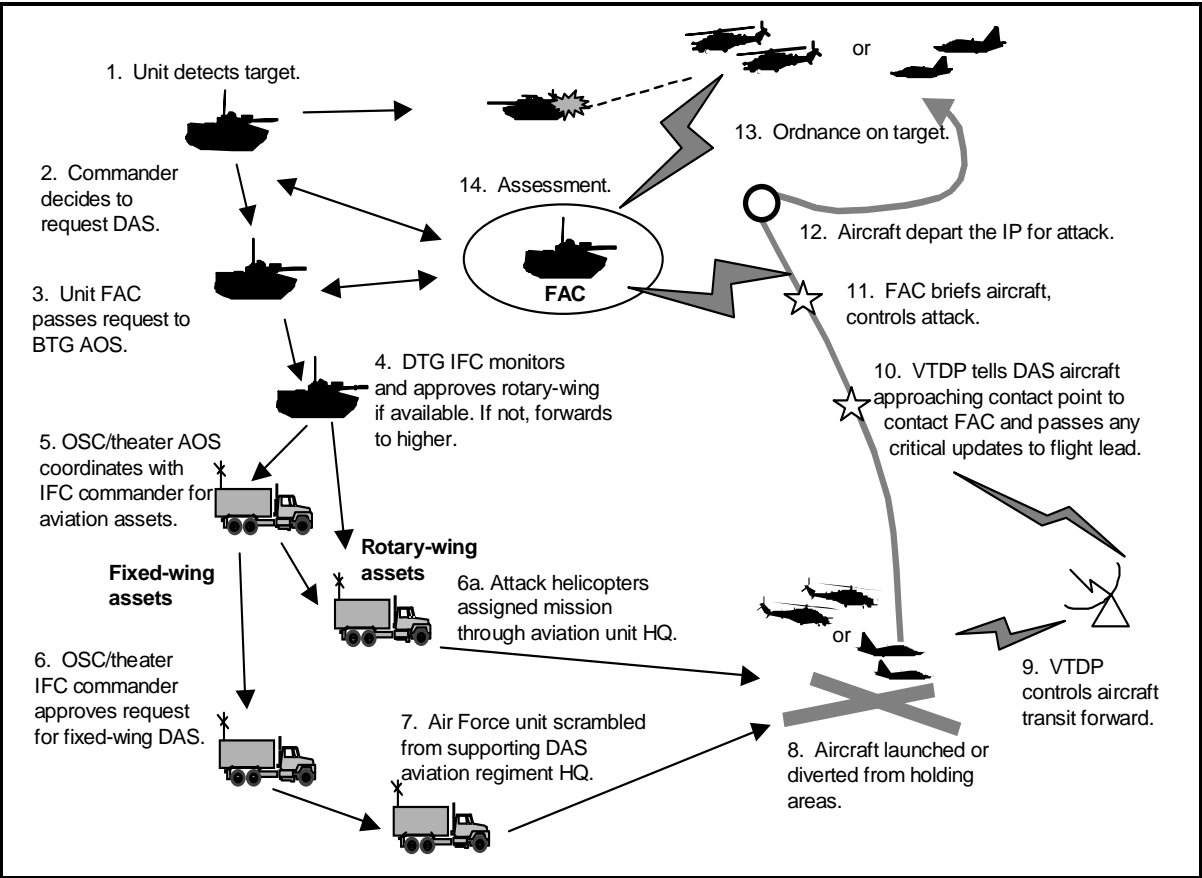 1. Unit detects target.
or
13. Ordnance on target.
2. Commander
decides to
request DAS.
14. Assessment.
FAC
12. Aircraft depart the IP for attack.
3. Unit FAC
passes request to
BTG AOS.
11. FAC briefs aircraft,
controls attack.
4. DTG IFC monitors
and approves rotary-wing
if available. If not, forwards
to higher.
10. VTDP tells DAS aircraft
approaching contact point to
contact FAC and passes any
critical updates to flight lead.
5. OSC/theater AOS
coordinates with
IFC commander for
aviation assets.
Fixed-wing
assets
Rotary-wing
assets
6a. Attack helicopters
assigned mission
through aviation unit HQ.
or
6. OSC/theater
IFC commander
approves request
for fixed-wing DAS.
7. Air Force unit scrambled
from supporting DAS
aviation regiment HQ.
8. Aircraft launched or
diverted from holding
areas.
9. VTDP
controls aircraft
transit forward.